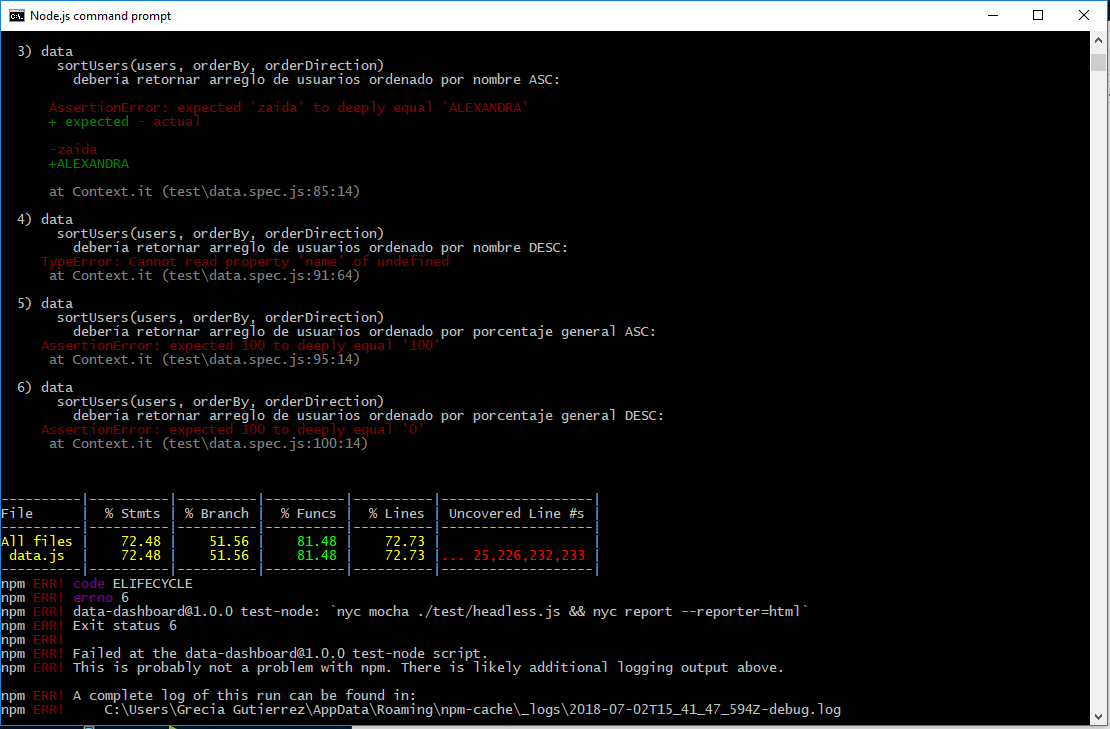 Node.js command prompt
3) data
sortUsers(users, orderBy, orderDirection)
debería retornar arreglo de usuarios ordenado por nombre ASC:
AssertionError: expected 'zaida' to deeply equal 'ALEXANDRA'
+ expected - actual
-zaida
+ALEXANDRA
at Context.it (test\data.spec.js:85:14)
4) data
sortUsers(users, orderBy, orderDirection)
debería retornar arreglo de usuarios ordenado por nombre DESC:
TypeError: Cannot read property 'name' of undefined
at Context.it (test\data.spec.js:91:64)
5) data
sortUsers(users, orderBy, orderDirection)
debería retornar arreglo de usuarios ordenado por porcentaje general ASC:
AssertionError: expected 100 to deeply equal '100'
at Context.it (test\data.spec.js:95:14)
6) data
sortUsers(users, orderBy, orderDirection)
debería retornar arreglo de usuarios ordenado por porcentaje general DESC:
AssertionError: expected 100 to deeply equal '0'
at Context.it (test\data.spec.js:100:14)
----------|----------|----------|----------|----------|-------------------|
File      |  % Stmts | % Branch |  % Funcs |  % Lines | Uncovered Line #s |
----------|----------|----------|----------|----------|-------------------|
All files |    72.48 |    51.56 |    81.48 |    72.73 |                   |
data.js  |    72.48 |    51.56 |    81.48 |    72.73 |... 25,226,232,233 |
----------|----------|----------|----------|----------|-------------------|
npm ERR! code ELIFECYCLE
npm ERR! errno 6
npm ERR! data-dashboard@1.0.0 test-node: `nyc mocha ./test/headless.js && nyc report --reporter=html`
npm ERR! Exit status 6
npm ERR!
npm ERR! Failed at the data-dashboard@1.0.0 test-node script.
npm ERR! This is probably not a problem with npm. There is likely additional logging output above.
npm ERR! A complete log of this run can be found in:
npm ERR!     C:\Users\Grecia Gutierrez\AppData\Roaming\npm-cache\_logs\2018-07-02T15_41_47_594Z-debug.log